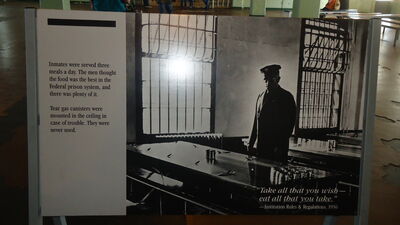 Inmates were served three
meals a day. The men thought
the food was the best in the
Federal prison system, and
there was plenty of it.
Tear gas canisters were
mounted in the ceiling in
case of trouble. They were
never used.
"Take all that you wish—
eat all that you take."
—Institution Rules & Regulations, 1956